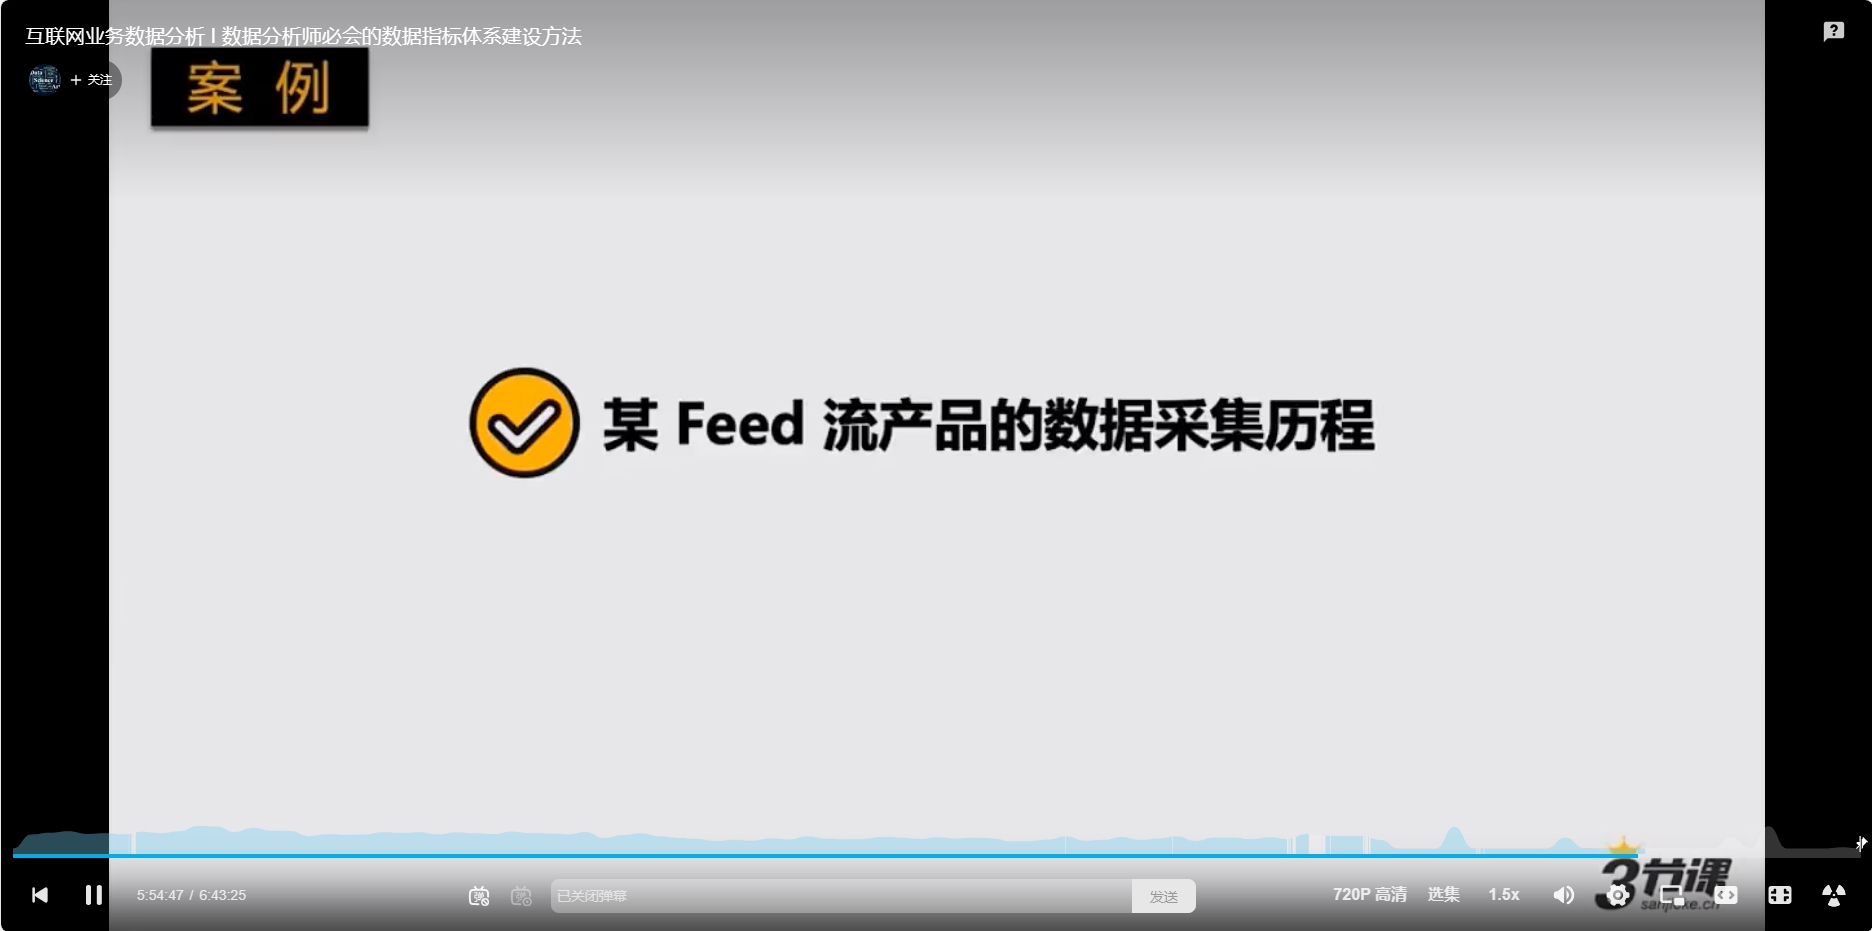 互联网业务数据分析 | 数据分析师必会的数据指标体系建设方法
+ 关注
案 例
某 Feed 流产品的数据采集历程
5:54:47 / 6:43:25
已关闭弹幕
发送
720P 高清
选集
1.5x
3节课
sanjieke.cn